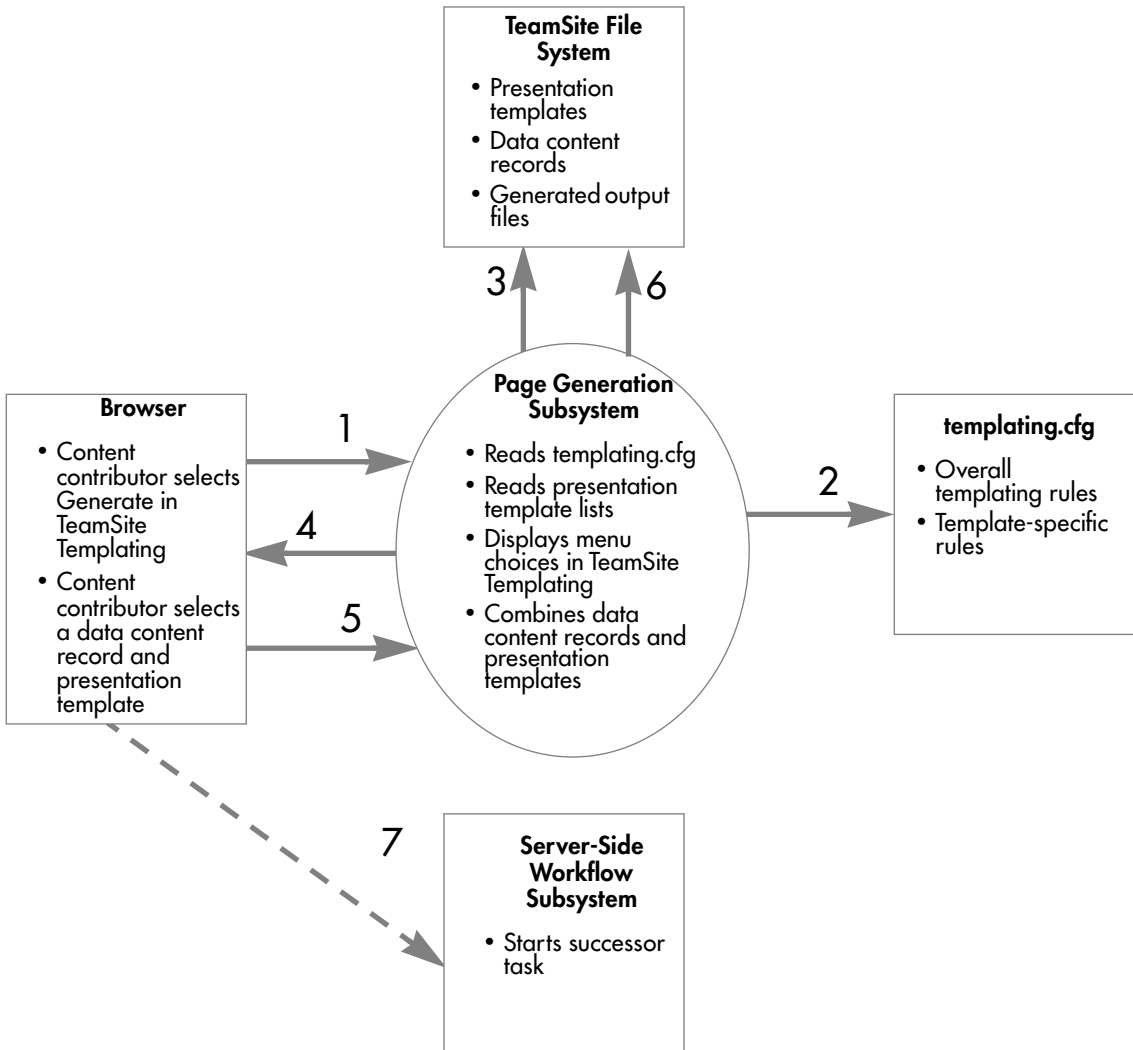 TeamSite File
System
• Presentation
templates
• Data content
records
• Generated output
files
3
6
Browser
• Content
contributor selects
Generate in
TeamSite
Templating
• Content
contributor selects
a data content
record and
presentation
template
1
4
5
Page Generation
Subsystem
• Reads templating.cfg
• Reads presentation
template lists
• Displays menu
choices in TeamSite
Templating
• Combines data
content records and
presentation
templates
2
templating.cfg
• Overall
templating rules
• Template-specific
rules
7
Server-Side
Workflow
Subsystem
• Starts successor
task